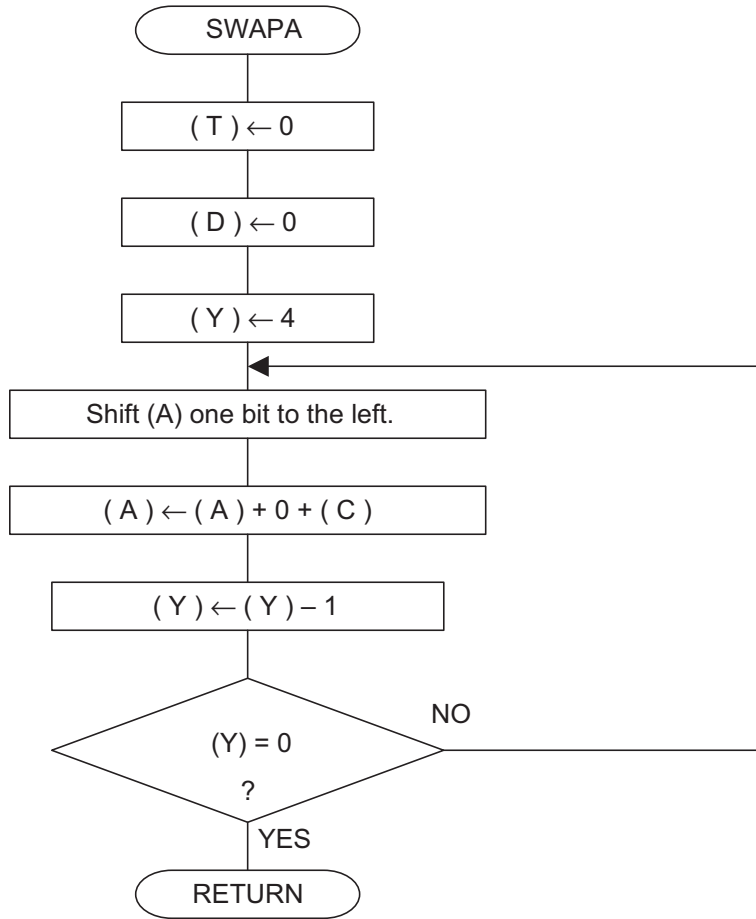 SWAPA
( T ) ← 0
( D ) ← 0
( Y ) ← 4
Shift (A) one bit to the left.
( A ) ← ( A ) + 0 + ( C )
( Y ) ← ( Y ) – 1
NO
(Y) = 0
?
YES
RETURN